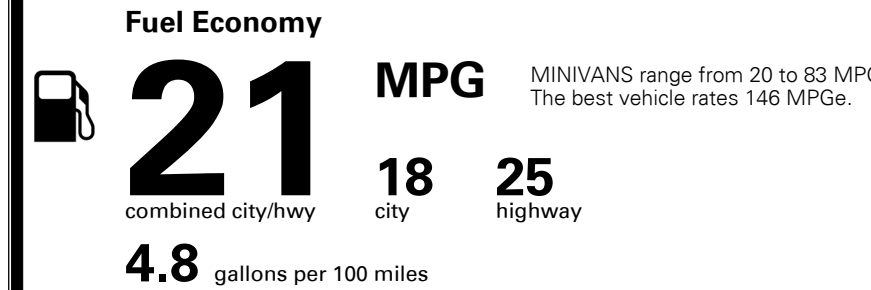 Fuel Economy
21 MPG
MINIVANS range from 20 to 83 MPG
The best vehicle rates 146 MPGe.
18 25
combined city/hwy city highway
4.8 gallons per 100 miles